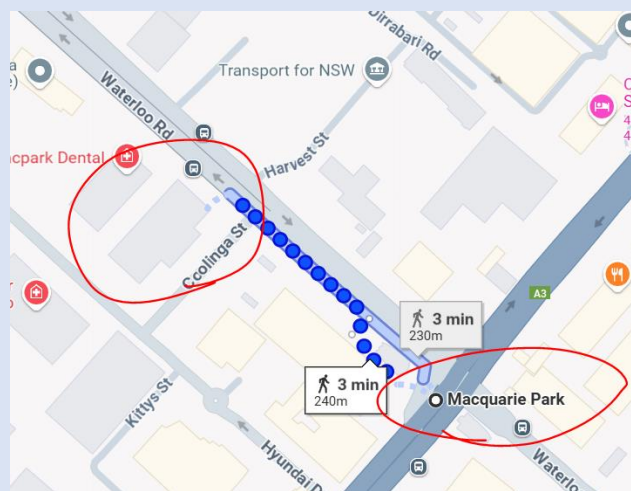 Dirrabari Rd
Transport for NSW
Waterloo Rd
Harvest St
cpark Dental
Coolinga St
A3
3 min
230m
3 min
240m
Macquarie Park
Kittys St
Hyundai D
Waterlo